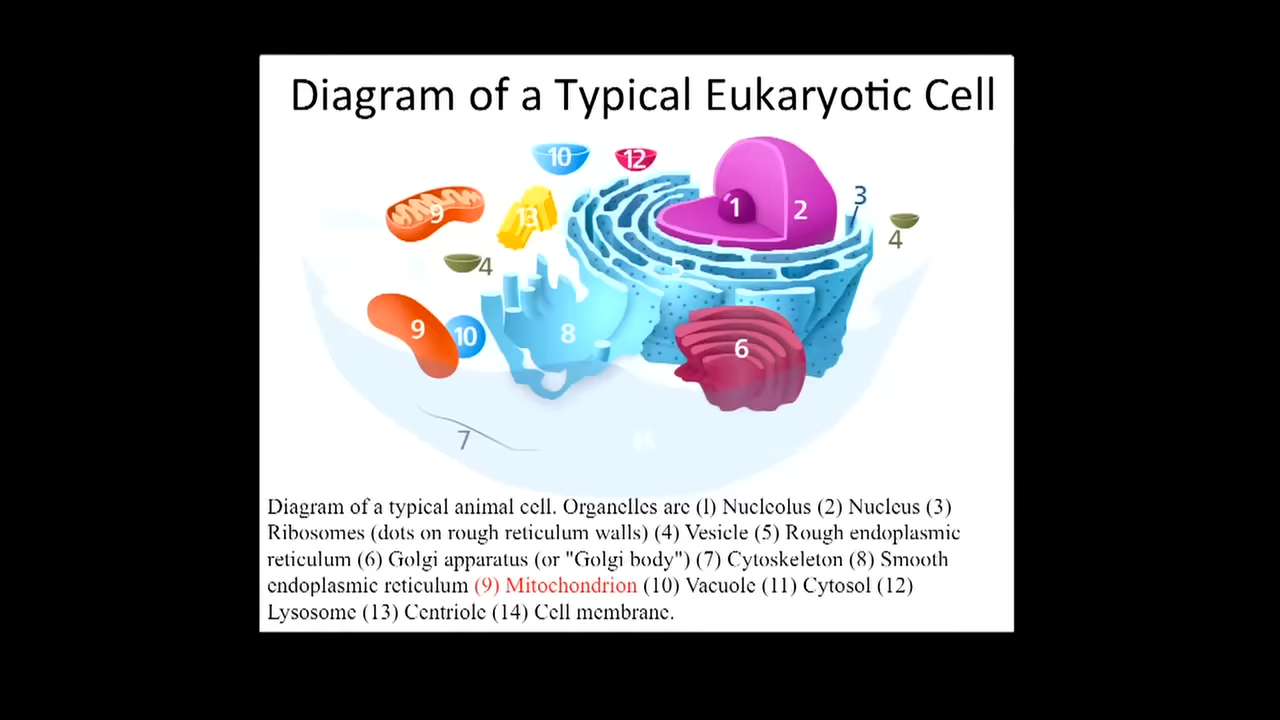 Diagram of a Typical Eukaryotic Cell
10
12
9
13
1
2
3
4
4
9
10
8
6
7
11
Diagram of a typical animal cell. Organelles are (1) Nucleolus (2) Nucleus (3)
Ribosomes (dots on rough reticulum walls) (4) Vesicle (5) Rough endoplasmic
reticulum (6) Golgi apparatus (or "Golgi body") (7) Cytoskeleton (8) Smooth
endoplasmic reticulum (9) Mitochondrion (10) Vacuole (11) Cytosol (12)
Lysosome (13) Centriole (14) Cell membrane.